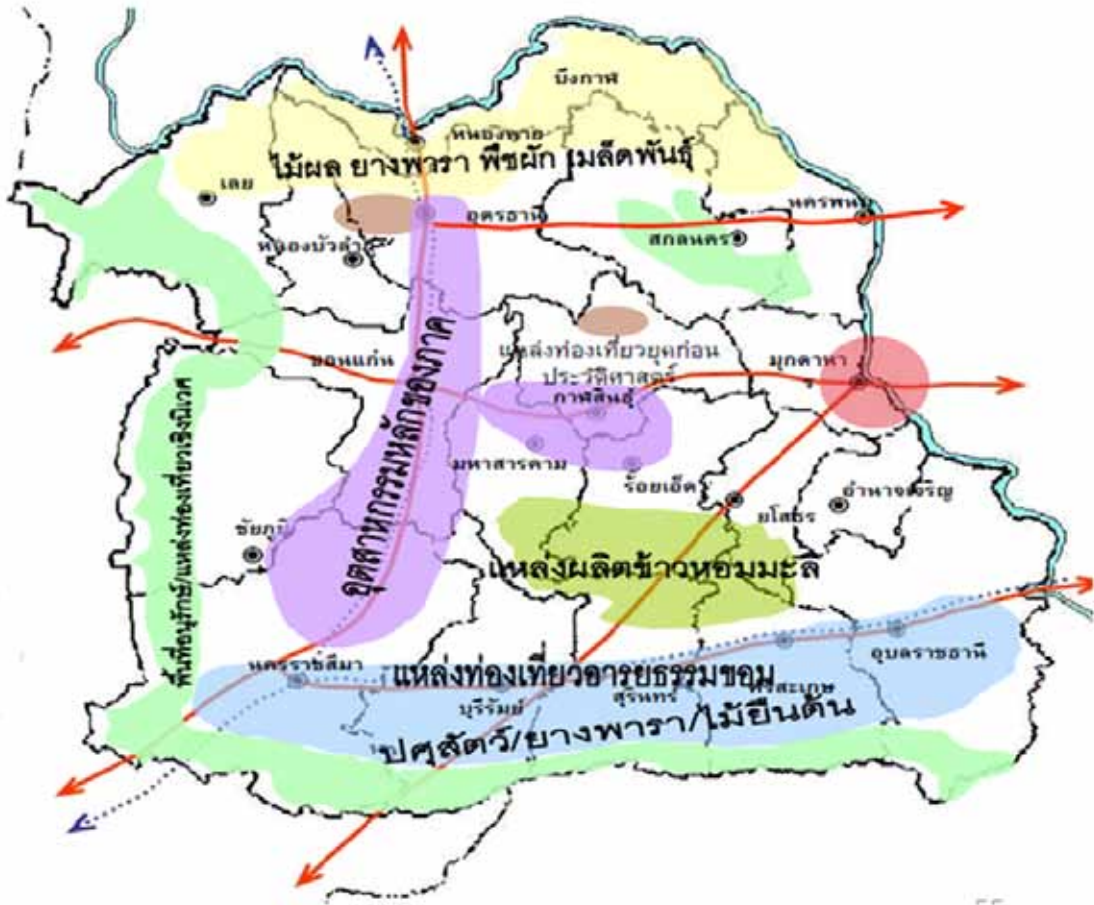 บึงกาฬ
หนองคาย
ไม้ผล ยางพารา พืชผัก เมล็ดพันธุ์
เลย
อุดรธานี
นครพนม
สกลนคร
หนองบัวลำภู
ขอนแก่น
แหล่งท่องเที่ยวยุคก่อน
ประวัติศาสตร์
มุกดาหา
กาฬสินธุ์
อุตสาหกรรมหลักของภาค
พื้นที่อนุรักษ์/แหล่งท่องเที่ยวเชิงนิเวศ
มหาสารคาม
ร้อยเอ็ด
ยโสธร
อำนาจเจริญ
ชัยภูมิ
แหล่งผลิตข้าวหอมมะลิ
นครราชสีมา
แหล่งท่องเที่ยวอารยธรรมขอม
บุรีรัมย์
สุรินทร์
ศรีสะเกษ
อุบลราชธานี
ปศุสัตว์/ยางพารา/ไม้ยืนต้น